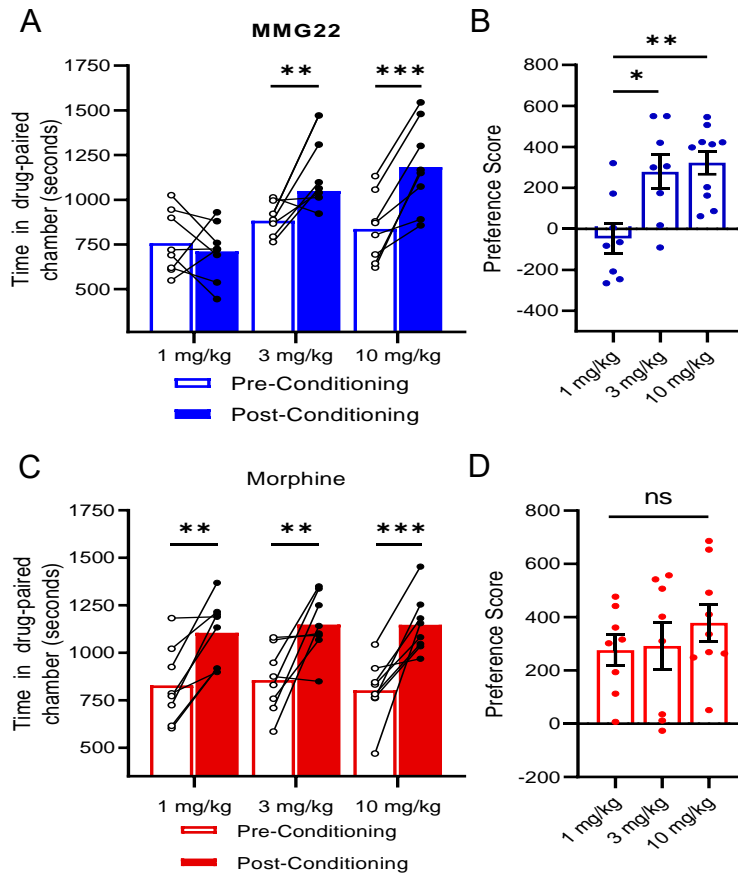 A
MMG22
Time in drug-paired
chamber (seconds)
1750
1500
1250
1000
750
500
** ***
1 mg/kg 3 mg/kg 10 mg/kg
Pre-Conditioning
Post-Conditioning
B
Preference Score
800
600
400
200
0
-200
-400
**
*
1 mg/kg 3 mg/kg 10 mg/kg
C
Morphine
Time in drug-paired
chamber (seconds)
1750
1500
1250
1000
750
500
** ** ***
1 mg/kg 3 mg/kg 10 mg/kg
Pre-Conditioning
Post-Conditioning
D
Preference Score
800
600
400
200
0
-200
ns
1 mg/kg 3 mg/kg 10 mg/kg